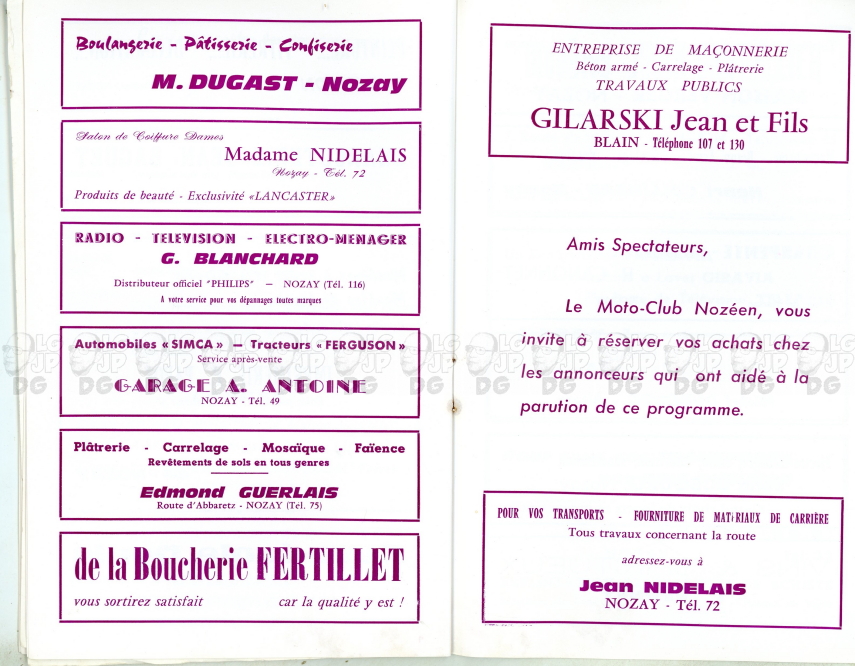 Boulangerie - Pâtisserie - Confiserie
M. DUGAST - Nozay
Salon de Coiffure Dames
Madame NIDELAIS
Nozay - Tél. 72
Produits de beauté - Exclusivité «LANCASTER»
RADIO - TELEVISION - ELECTRO-MENAGER
G. BLANCHARD
Distributeur officiel "PHILIPS" — NOZAY (Tél. 116)
A votre service pour vos dépannages toutes marques
Automobiles «SIMCA» — Tracteurs «FERGUSON»
Service après-vente
GARAGE A. ANTOINE
NOZAY - Tél. 49
Plâtrerie - Carrelage - Mosaïque - Faïence
Revêtements de sols en tous genres
Edmond GUERLAIS
Route d'Abbaretz - NOZAY (Tél. 75)
de la Boucherie FERTILLET
vous sortirez satisfait car la qualité y est !
ENTREPRISE DE MAÇONNERIE
Béton armé - Carrelage - Plâtrerie
TRAVAUX PUBLICS
GILARSKI Jean et Fils
BLAIN - Téléphone 107 et 130
Amis Spectateurs,
Le Moto-Club Nozéen, vous
invite à réserver vos achats chez
les annonceurs qui ont aidé à la
parution de ce programme.
POUR VOS TRANSPORTS - FOURNITURE DE MATÉRIAUX DE CARRIÈRE
Tous travaux concernant la route
adressez-vous à
Jean NIDELAIS
NOZAY - Tél. 72